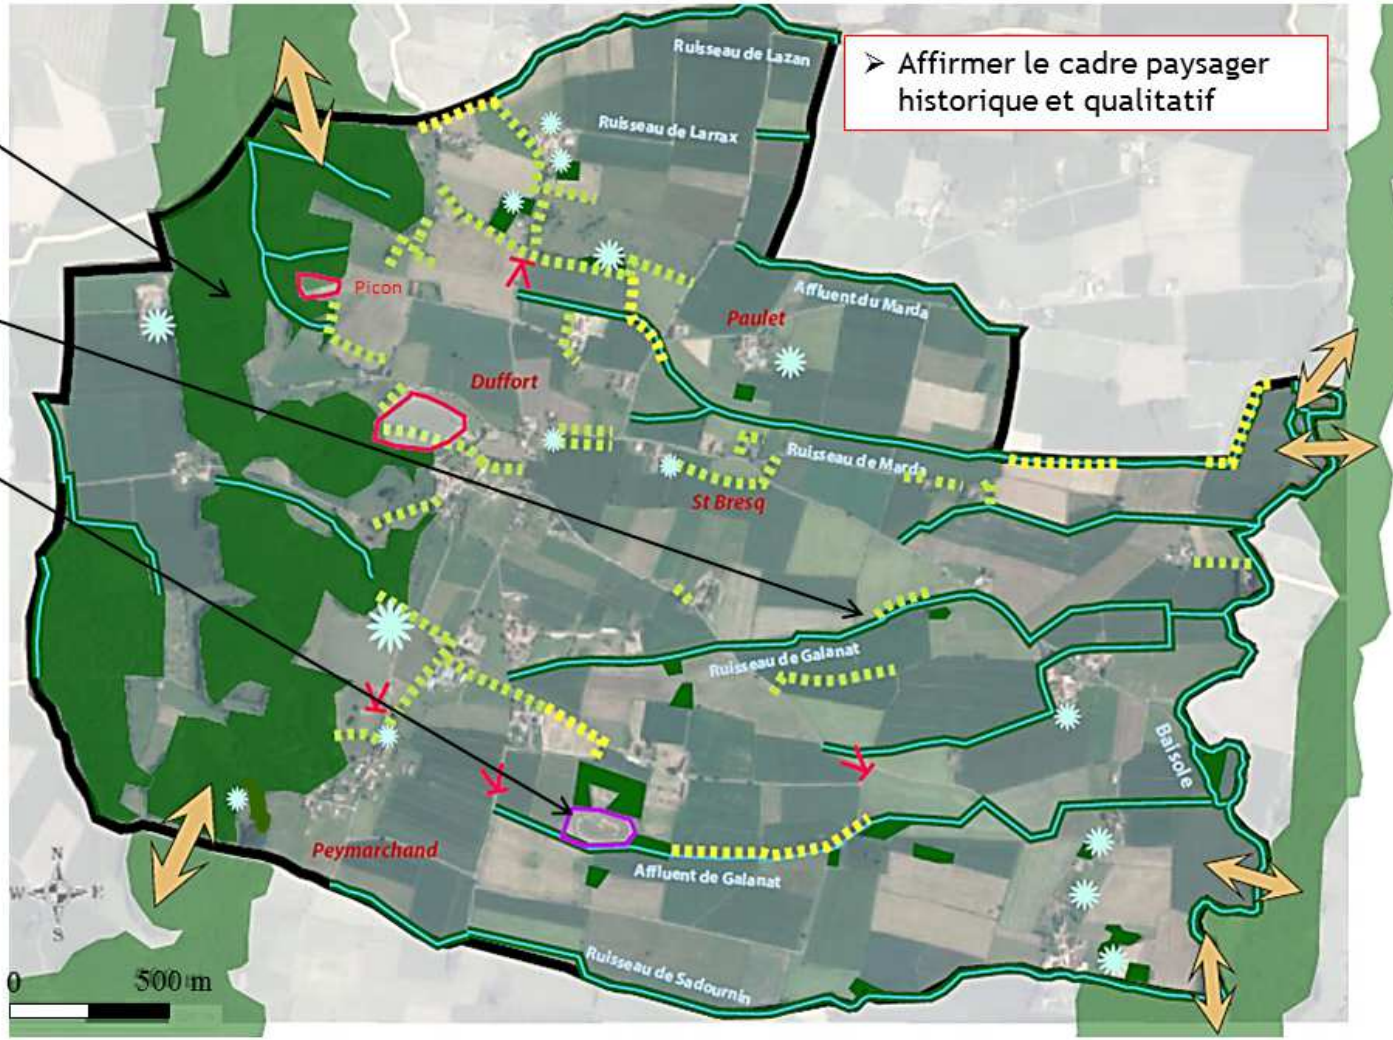 ➢ Affirmer le cadre paysager
historique et qualitatif
Ruisseau de Lazan
Ruisseau de Larrax
Picon
Affluent du Marda
Paulet
Duffort
Ruisseau de Marda
St Bresq
Ruisseau de Galanat
Baïsole
Peymarchand
Affluent de Galanat
Ruisseau de Sadournin
N
W E
S
0 500 m